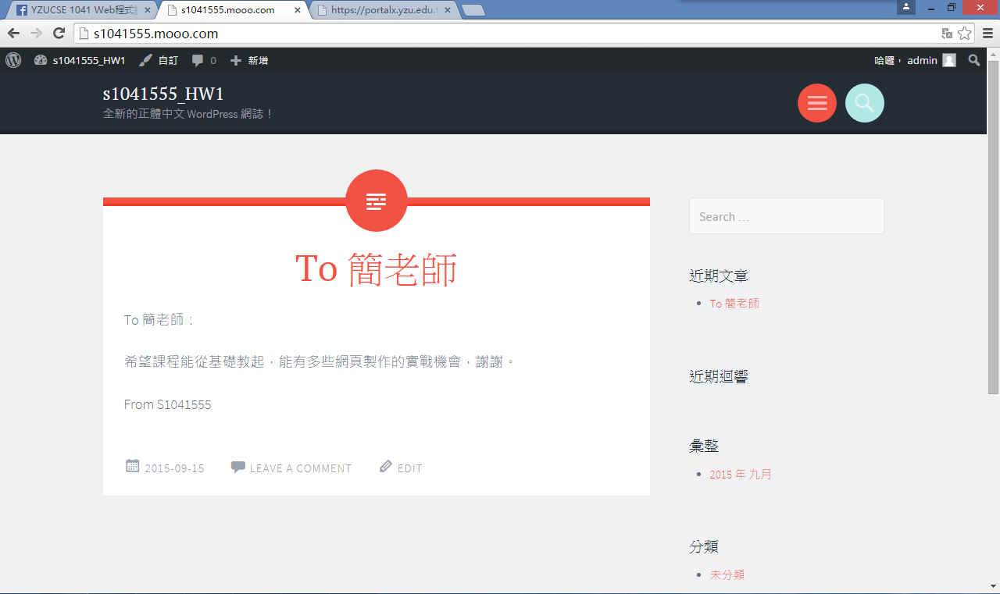 YZUCSE 1041 Web程式
s1041555.mooo.com
https://portalx.yzu.edu.t
s1041555.mooo.com
s1041555_HW1
自訂
0
新增
哈囉， admin
s1041555_HW1
全新的正體中文 WordPress 網誌！
To 簡老師
To 簡老師：
希望課程能從基礎教起，能有多些網頁製作的實戰機會，謝謝。
From S1041555
2015-09-15
LEAVE A COMMENT
EDIT
Search …
近期文章
To 簡老師
近期迴響
彙整
2015 年 九月
分類
未分類